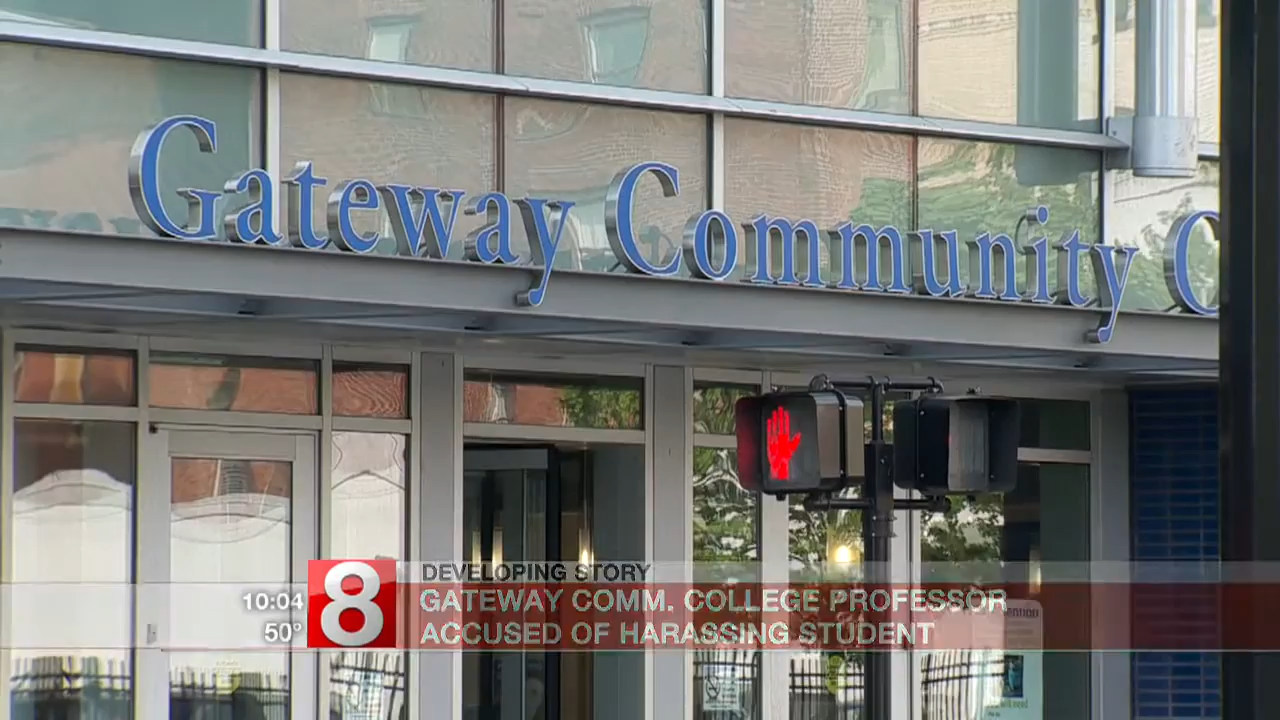 Gateway Community C
DEVELOPING STORY
10:04
8
GATEWAY COMM. COLLEGE PROFESSOR
50°
ACCUSED OF HARASSING STUDENT